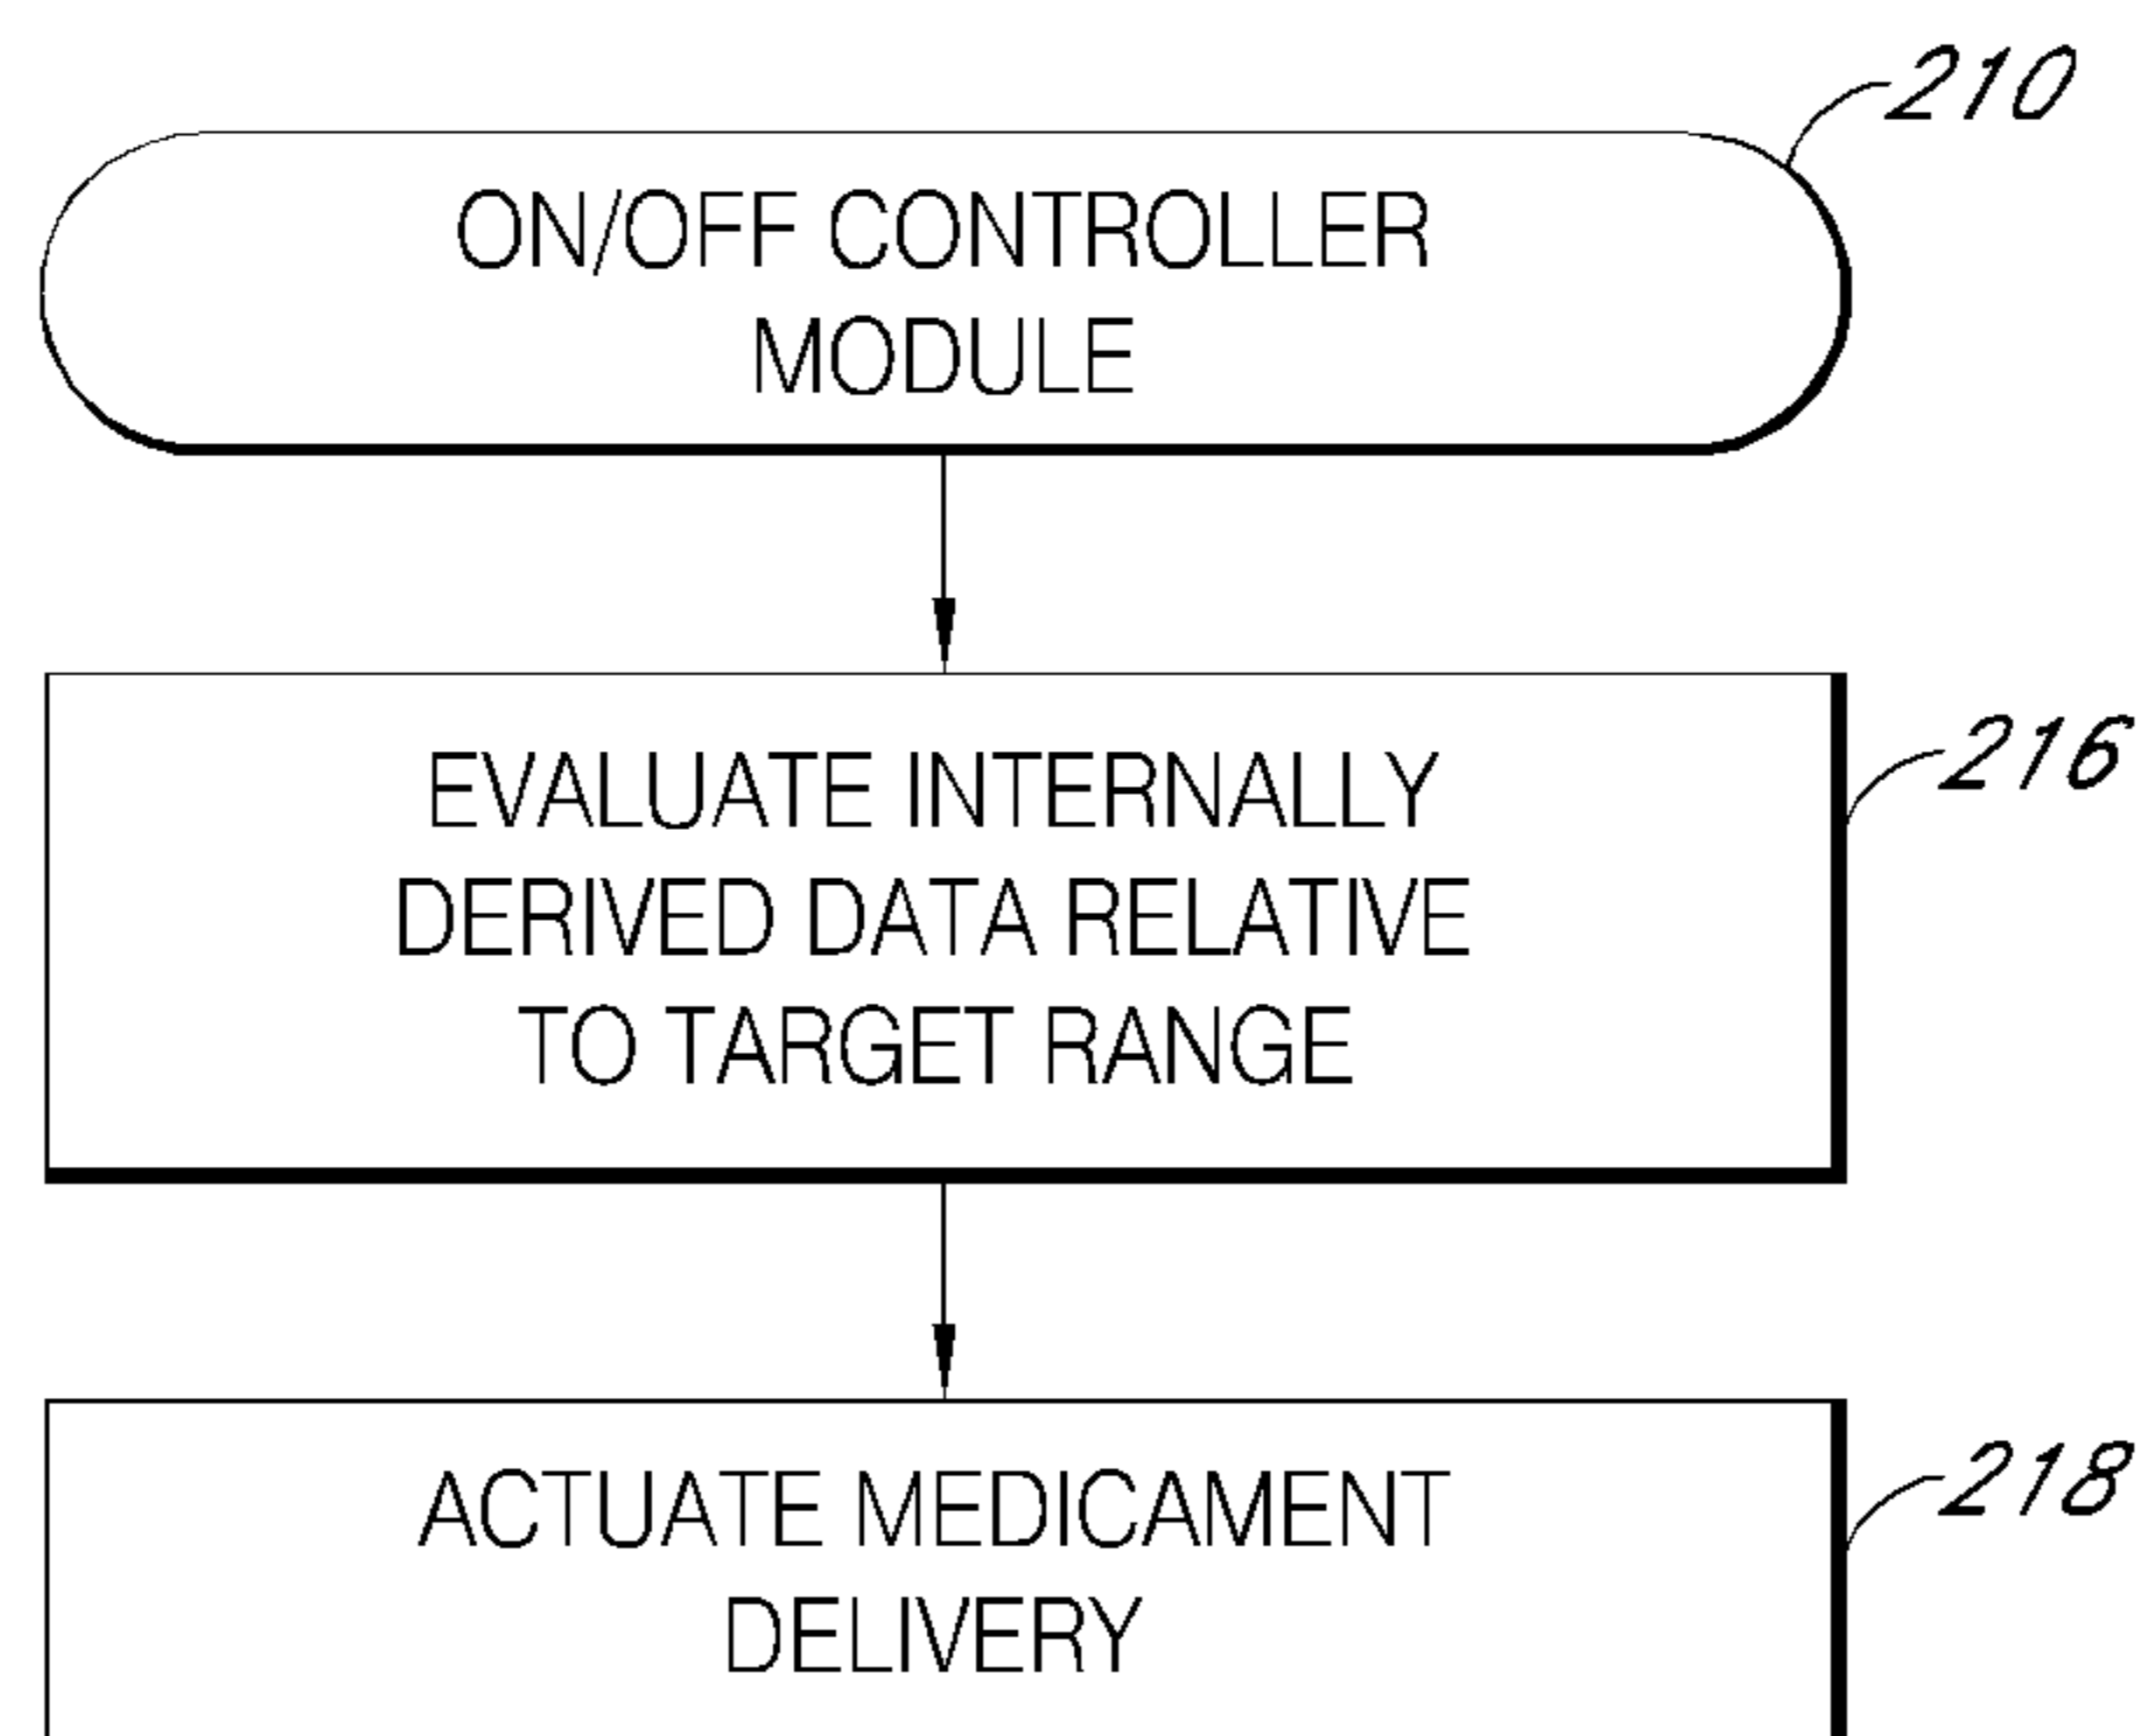 210
ON/OFF CONTROLLER
MODULE
216
EVALUATE INTERNALLY
DERIVED DATA RELATIVE
TO TARGET RANGE
218
ACTUATE MEDICAMENT
DELIVERY